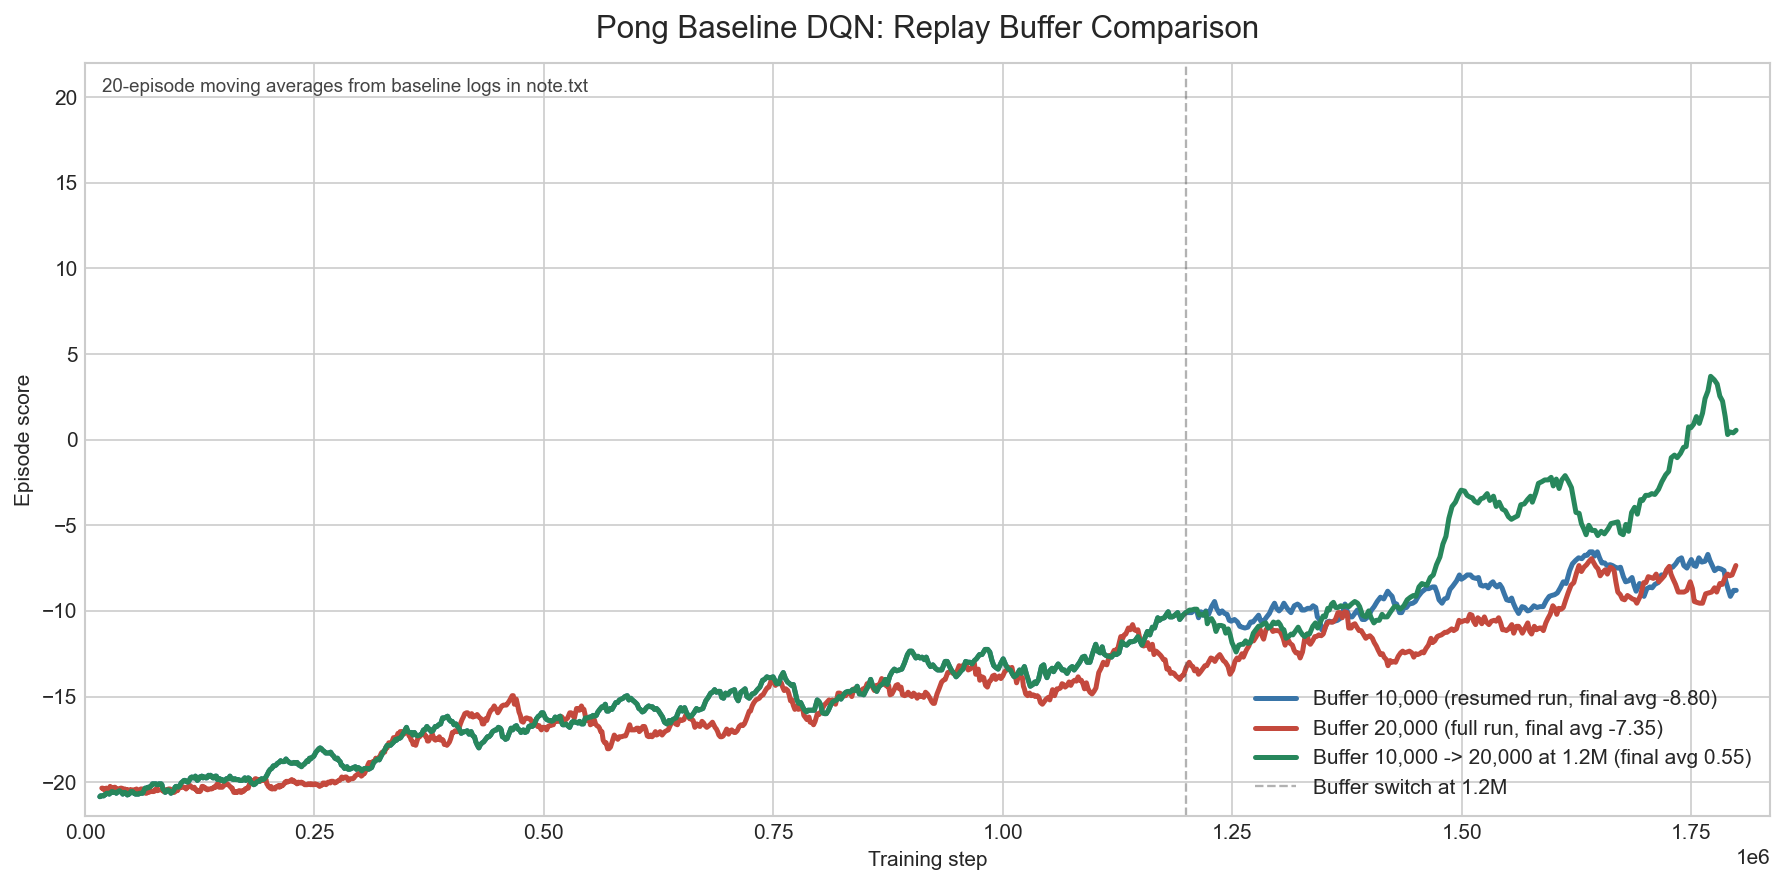 Pong Baseline DQN: Replay Buffer Comparison
20-episode moving averages from baseline logs in note.txt
20
15
10
5
0
−5
−10
−15
−20
Episode score
Buffer 10,000 (resumed run, final avg -8.80)
Buffer 20,000 (full run, final avg -7.35)
Buffer 10,000 -> 20,000 at 1.2M (final avg 0.55)
Buffer switch at 1.2M
0.00 0.25 0.50 0.75 1.00 1.25 1.50 1.75
1e6
Training step